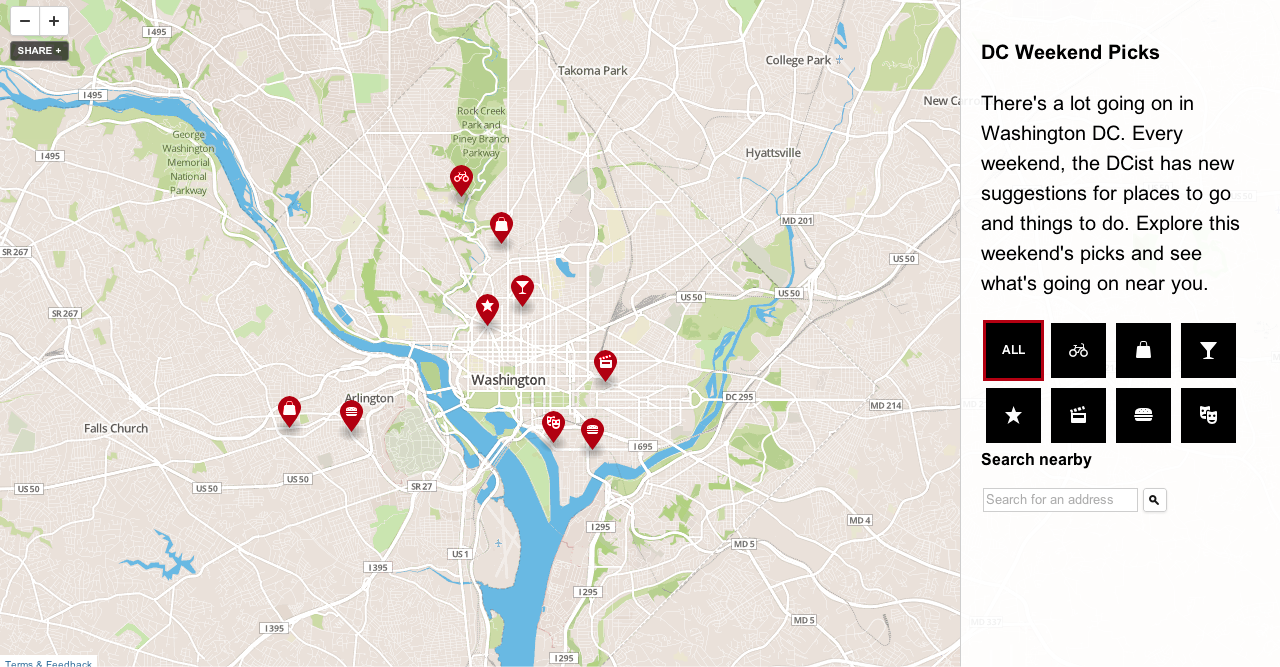 SHARE +
I 495
Takoma Park
College Park
I 495
Rock Creek
Park and
Piney Branch
Parkway
New Carro
George
Washington
Memorial
National
Parkway
I 495
Hyattsville
MD 201
SR 267
US 50
US 50
US 50
SR 267
Washington
Arlington
DC 295
MD 214
Falls Church
I 695
US 50
US 50
US 50
SR 27
MD 4
I 295
MD 5
US 1
I 395
I 295
MD 5
I 395
I 295
Terms & Feedback
DC Weekend Picks
There's a lot going on in
Washington DC. Every
weekend, the DCist has new
suggestions for places to go
and things to do. Explore this
weekend's picks and see
what's going on near you.
ALL
Search nearby
Search for an address